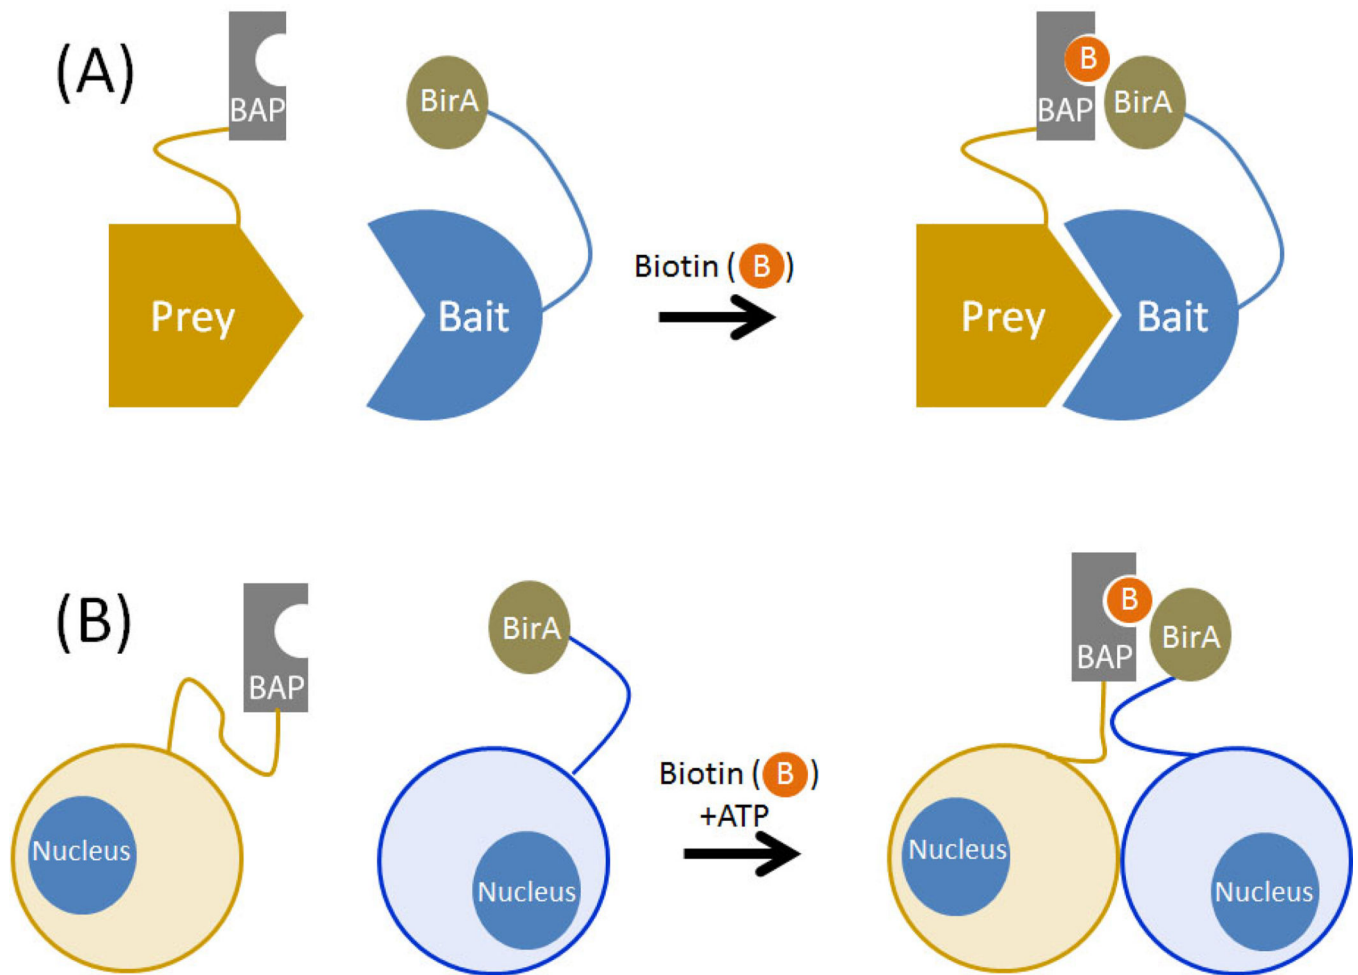 (A)
BAP
BirA
B
BAP
BirA
Prey
Bait
Biotin (B)
Prey
Bait
(B)
BAP
BirA
B
BAP
BirA
Nucleus
Nucleus
Biotin (B)
+ATP
Nucleus
Nucleus